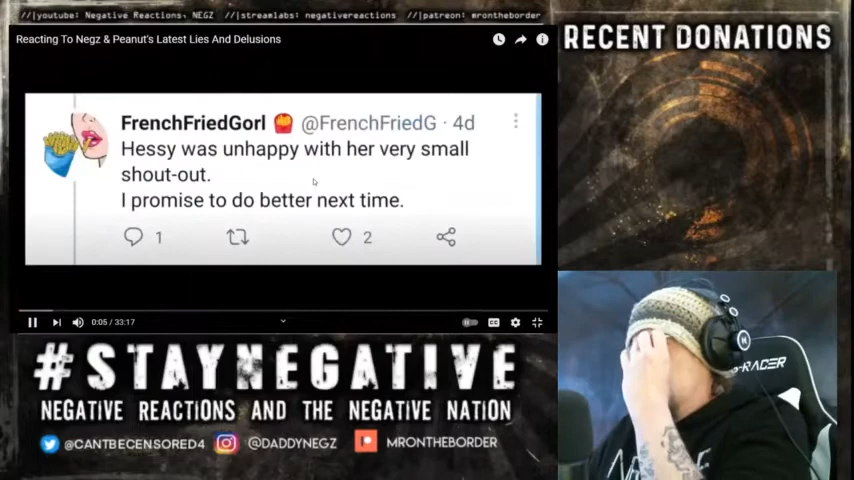 //|youtube: Negative Reactions, NEGZ //|streamlabs: negativereactions //|patreon: mrontheborder
Reacting To Negz & Peanut's Latest Lies And Delusions
RECENT DONATIONS
FrenchFriedGorl 🍟 @FrenchFriedG · 4d
Hessy was unhappy with her very small
shout-out.
I promise to do better next time.
1
2
0:05 / 33:17
CC
#STAYNEGATIVE
NEGATIVE REACTIONS AND THE NEGATIVE NATION
@CANTBECENSORED4 @DADDYNEGZ MRONTHEBORDER
-RACER